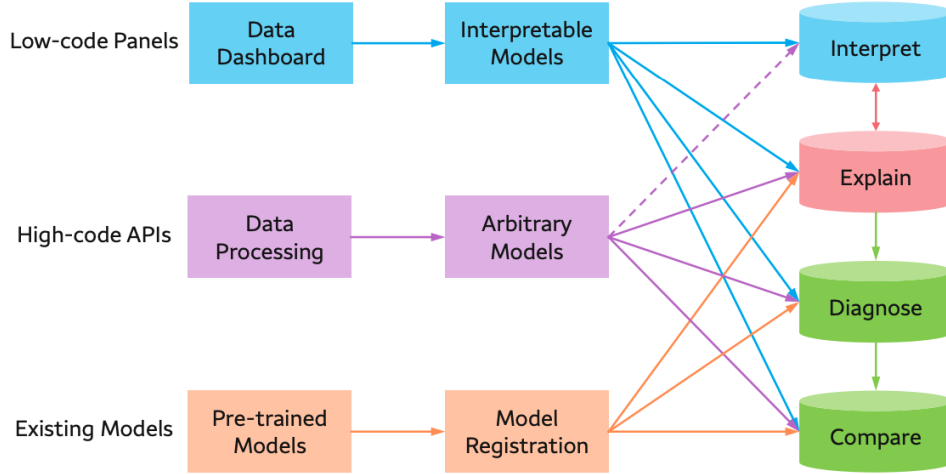 Low-code Panels
Data
Dashboard
Interpretable
Models
Interpret
Explain
High-code APIs
Data
Processing
Arbitrary
Models
Diagnose
Existing Models
Pre-trained
Models
Model
Registration
Compare